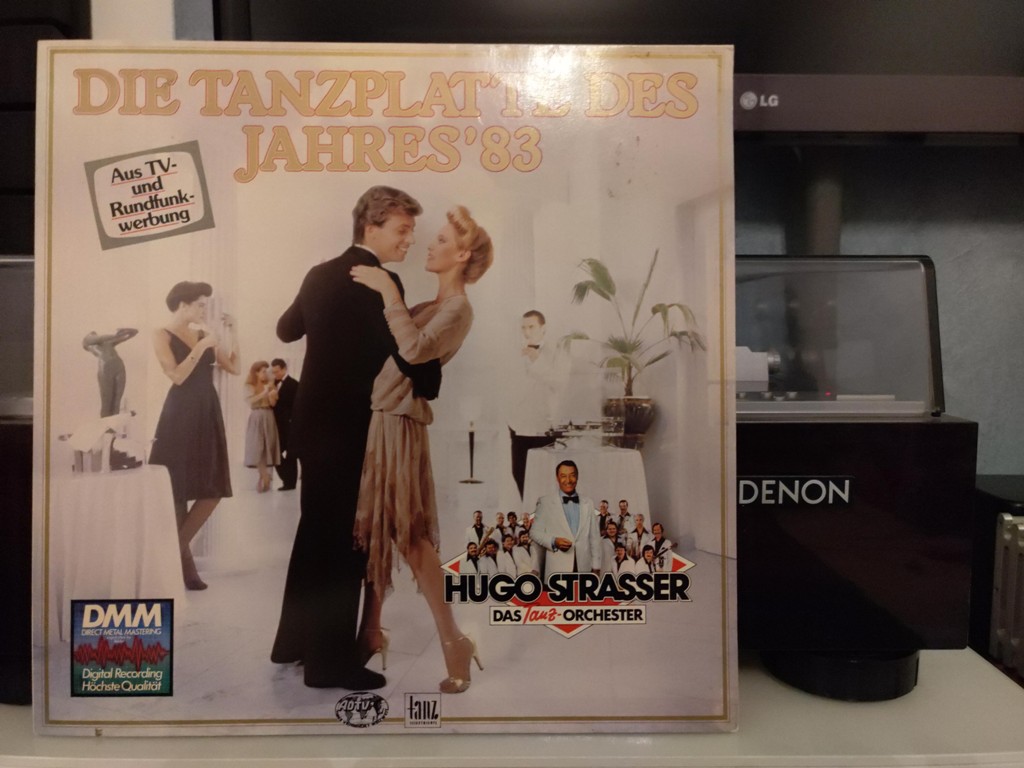 DIE TANZPLATTE DES
JAHRES '83
Aus TV-
und
Rundfunk-
werbung
LG
DENON
HUGO STRASSER
DAS Tanz-ORCHESTER
DMM
DIRECT METAL MASTERING
Digital Recording
Höchste Qualität
ADTV
tanz